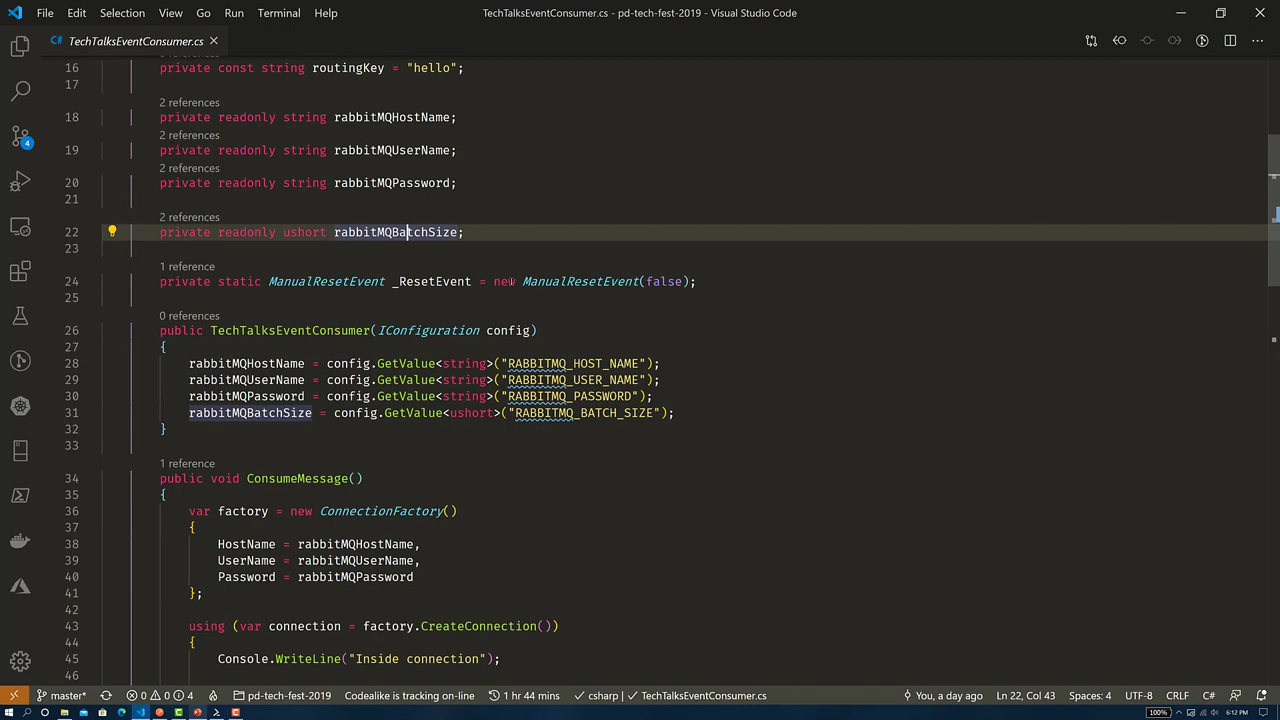 File Edit Selection View Go Run Terminal Help
TechTalksEventConsumer.cs - pd-tech-fest-2019 - Visual Studio Code
C# TechTalksEventConsumer.cs
16 private const string routingKey = "hello";
17
2 references
18 private readonly string rabbitMQHostName;
2 references
19 private readonly string rabbitMQUserName;
2 references
20 private readonly string rabbitMQPassword;
21
2 references
22 private readonly ushort rabbitMQBatchSize;
23
1 reference
24 private static ManualResetEvent _ResetEvent = new ManualResetEvent(false);
25
0 references
26 public TechTalksEventConsumer(IConfiguration config)
27 {
28 rabbitMQHostName = config.GetValue<string>("RABBITMQ_HOST_NAME");
29 rabbitMQUserName = config.GetValue<string>("RABBITMQ_USER_NAME");
30 rabbitMQPassword = config.GetValue<string>("RABBITMQ_PASSWORD");
31 rabbitMQBatchSize = config.GetValue<ushort>("RABBITMQ_BATCH_SIZE");
32 }
33
1 reference
34 public void ConsumeMessage()
35 {
36 var factory = new ConnectionFactory()
37 {
38 HostName = rabbitMQHostName,
39 UserName = rabbitMQUserName,
40 Password = rabbitMQPassword
41 };
42
43 using (var connection = factory.CreateConnection())
44 {
45 Console.WriteLine("Inside connection");
46
4
master* 0 0 4 pd-tech-fest-2019 Codealike is tracking on-line 1 hr 44 mins csharp | TechTalksEventConsumer.cs You, a day ago Ln 22, Col 43 Spaces: 4 UTF-8 CRLF C#
100% 6:12 PM